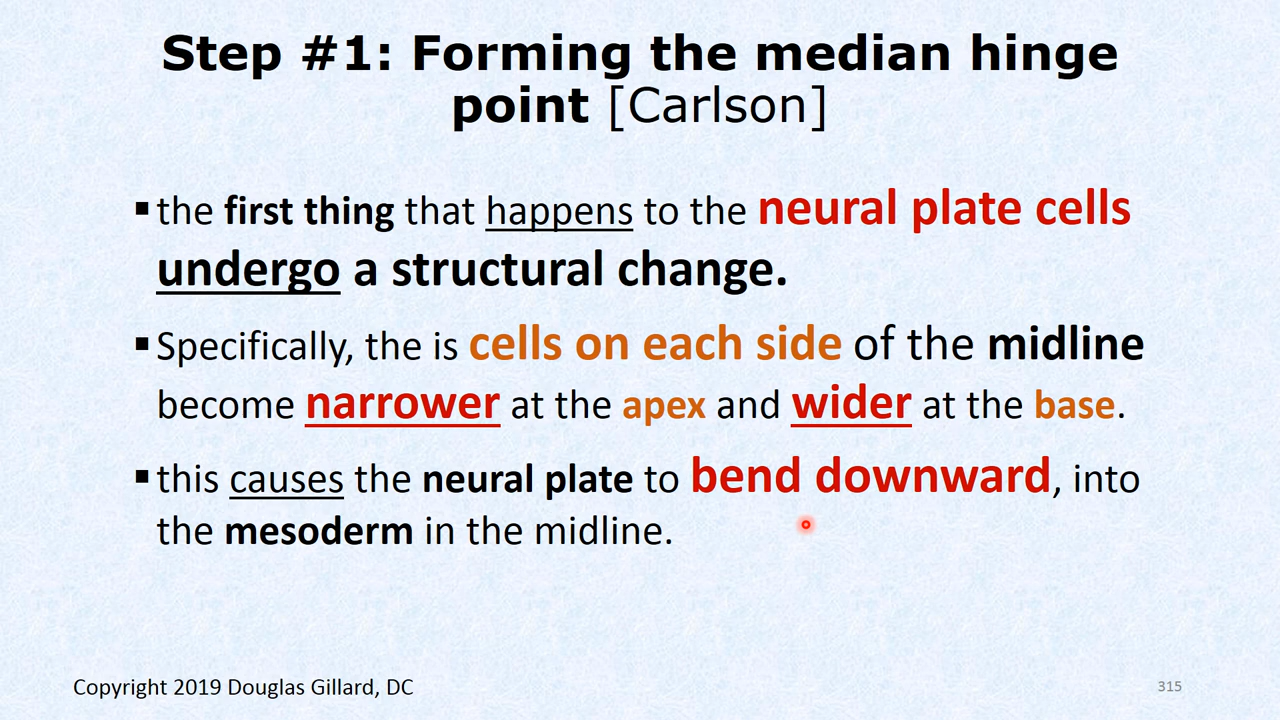 Step #1: Forming the median hinge
point [Carlson]
▪the first thing that happens to the neural plate cells
undergo a structural change.
▪Specifically, the is cells on each side of the midline
become narrower at the apex and wider at the base.
▪this causes the neural plate to bend downward, into
the mesoderm in the midline.
Copyright 2019 Douglas Gillard, DC
315